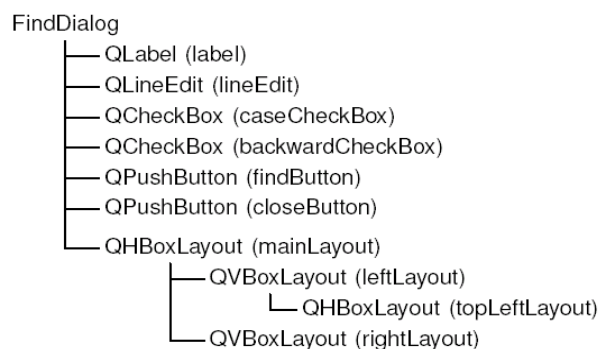 FindDialog
QLabel (label)
QLineEdit (lineEdit)
QCheckBox (caseCheckBox)
QCheckBox (backwardCheckBox)
QPushButton (findButton)
QPushButton (closeButton)
QHBoxLayout (mainLayout)
QVBoxLayout (leftLayout)
QHBoxLayout (topLeftLayout)
QVBoxLayout (rightLayout)